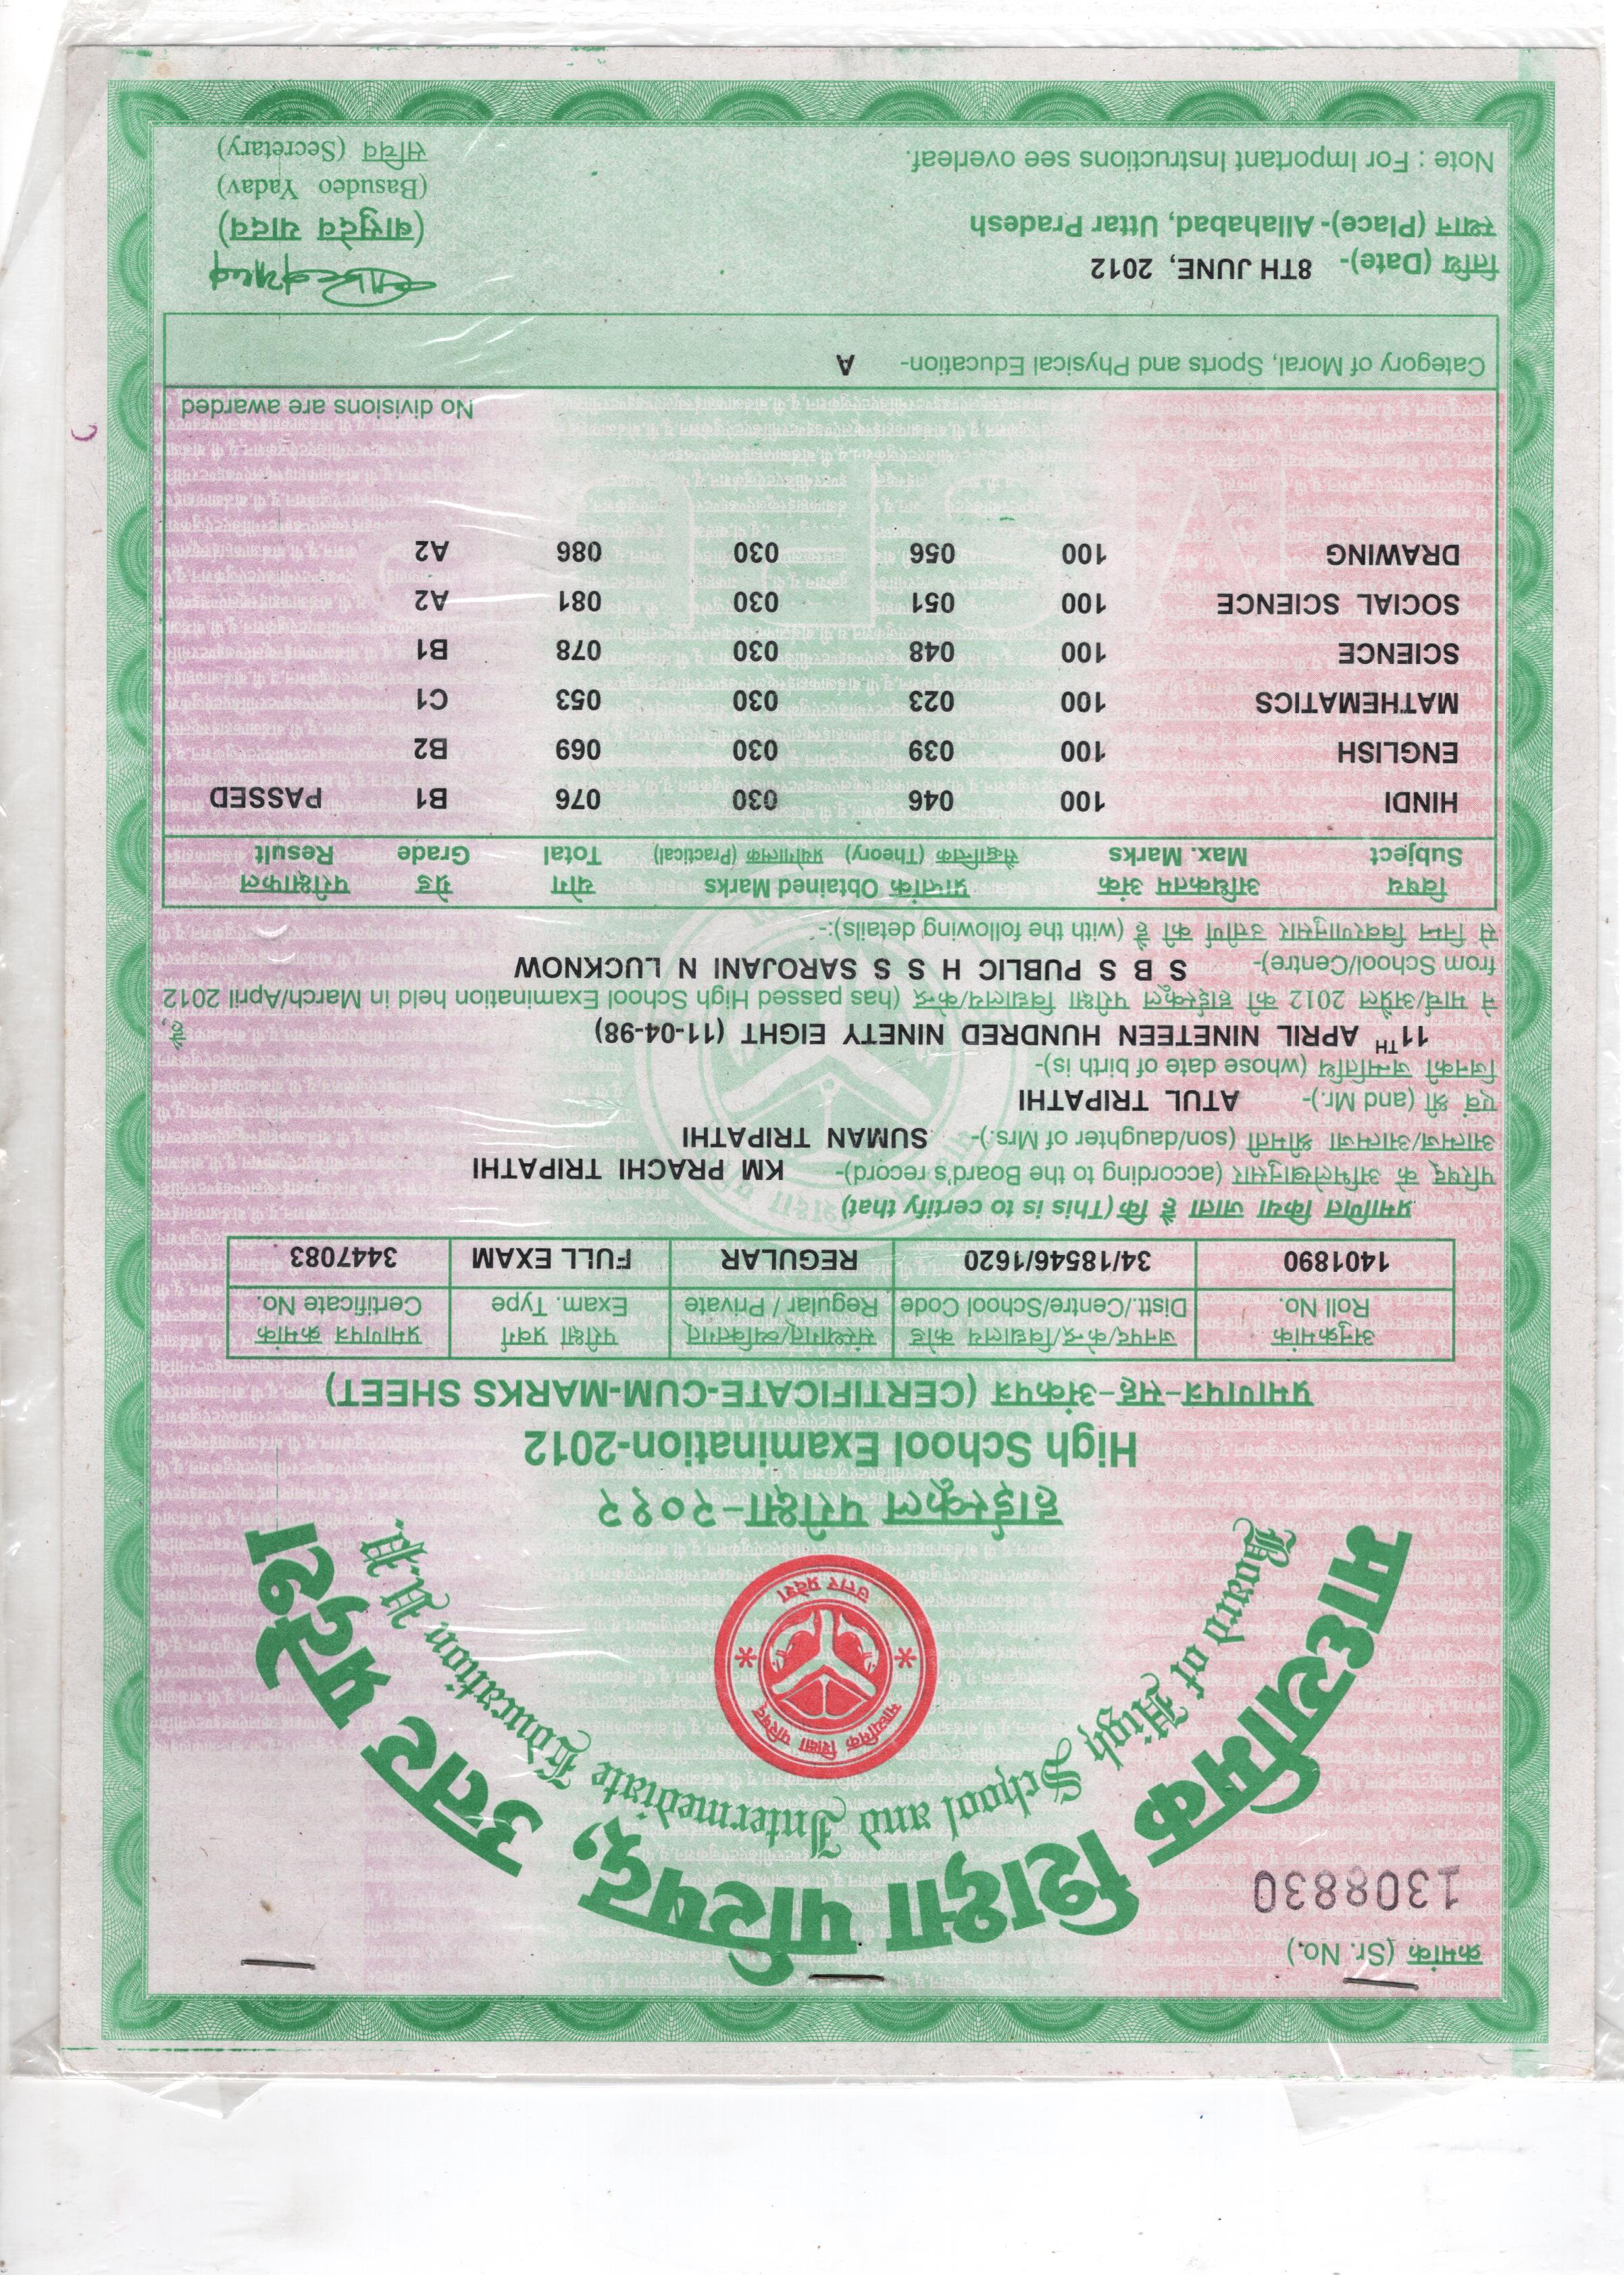 क्रमांक (Sr. No.)
1308830
माध्यमिक शिक्षा परिषद्, उत्तर प्रदेश
Board of High School and Intermediate Education U.P.
माध्यमिक शिक्षा परिषद्
उत्तर प्रदेश
हाईस्कूल परीक्षा-२०१२
High School Examination-2012
प्रमाणपत्र-सह-अंकपत्र (CERTIFICATE-CUM-MARKS SHEET)
अनुक्रमांक जनपद/केन्द्र/विद्यालय कोड संस्थागत/व्यक्तिगत परीक्षा प्रवर्ग प्रमाणपत्र क्रमांक
Roll No. Distt./Centre/School Code Regular / Private Exam. Type Certificate No.
1401890 34/18546/1620 REGULAR FULL EXAM 3447083
प्रमाणित किया जाता है कि (This is to certify that)
परिषद् के अभिलेखानुसार (according to the Board's record)- KM PRACHI TRIPATHI
आत्मज/आत्मजा श्रीमती (son/daughter of Mrs.)- SUMAN TRIPATHI
एवं श्री (and Mr.)- ATUL TRIPATHI
जिनकी जन्मतिथि (whose date of birth is)-
11TH APRIL NINETEEN HUNDRED NINETY EIGHT (11-04-98)
ने मार्च/अप्रैल 2012 की हाईस्कूल परीक्षा विद्यालय/केन्द्र (has passed High School Examination held in March/April 2012
from School/Centre)- S B S PUBLIC H S S SAROJANI N LUCKNOW
से निम्न विवरणानुसार उत्तीर्ण की है (with the following details):-
विषय अधिकतम अंक प्राप्तांक Obtained Marks योग ग्रेड परीक्षाफल
Subject Max. Marks सैद्धान्तिक (Theory) प्रयोगात्मक (Practical) Total Grade Result
HINDI 100 046 030 076 B1 PASSED
ENGLISH 100 039 030 069 B2
MATHEMATICS 100 023 030 053 C1
SCIENCE 100 048 030 078 B1
SOCIAL SCIENCE 100 051 030 081 A2
DRAWING 100 056 030 086 A2
No divisions are awarded
Category of Moral, Sports and Physical Education- A
तिथि (Date)- 8TH JUNE, 2012
स्थान (Place)- Allahabad, Uttar Pradesh
(वासुदेव यादव)
(Basudeo Yadav)
सचिव (Secretary)
Note : For Important Instructions see overleaf.